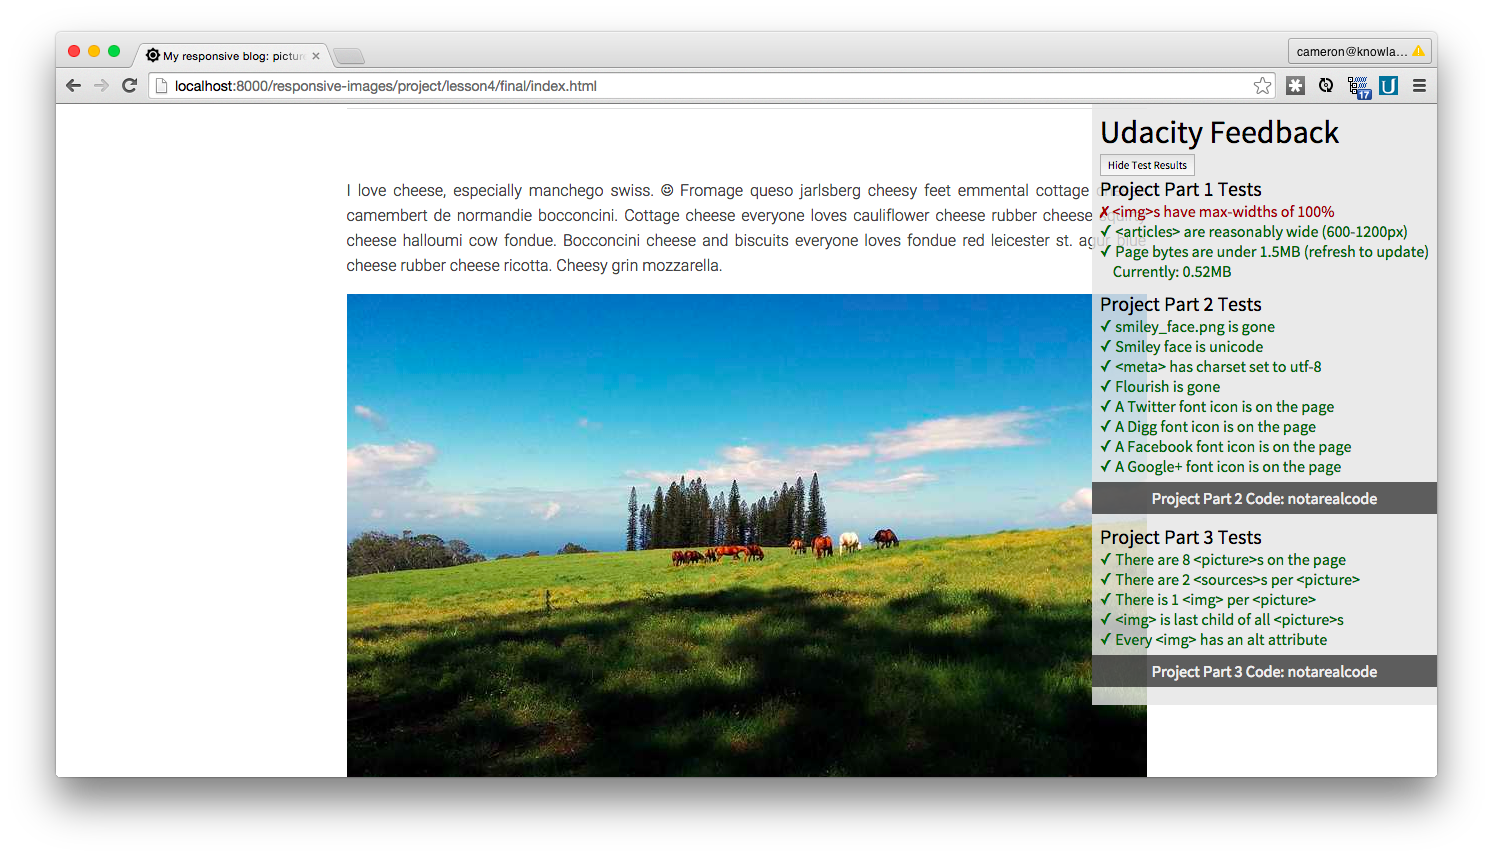 My responsive blog: pictur
cameron@knowla...
localhost:8000/responsive-images/project/lesson4/final/index.html
17
U
I love cheese, especially manchego swiss. ☺ Fromage queso jarlsberg cheesy feet emmental cottage
camembert de normandie bocconcini. Cottage cheese everyone loves cauliflower cheese rubber cheese squirty
cheese halloumi cow fondue. Bocconcini cheese and biscuits everyone loves fondue red leicester st. agur blue
cheese rubber cheese ricotta. Cheesy grin mozzarella.
Udacity Feedback
Hide Test Results
Project Part 1 Tests
✗ <img>s have max-widths of 100%
✓ <articles> are reasonably wide (600-1200px)
✓ Page bytes are under 1.5MB (refresh to update)
Currently: 0.52MB
Project Part 2 Tests
✓ smiley_face.png is gone
✓ Smiley face is unicode
✓ <meta> has charset set to utf-8
✓ Flourish is gone
✓ A Twitter font icon is on the page
✓ A Digg font icon is on the page
✓ A Facebook font icon is on the page
✓ A Google+ font icon is on the page
Project Part 2 Code: notarealcode
Project Part 3 Tests
✓ There are 8 <picture>s on the page
✓ There are 2 <sources>s per <picture>
✓ There is 1 <img> per <picture>
✓ <img> is last child of all <picture>s
✓ Every <img> has an alt attribute
Project Part 3 Code: notarealcode